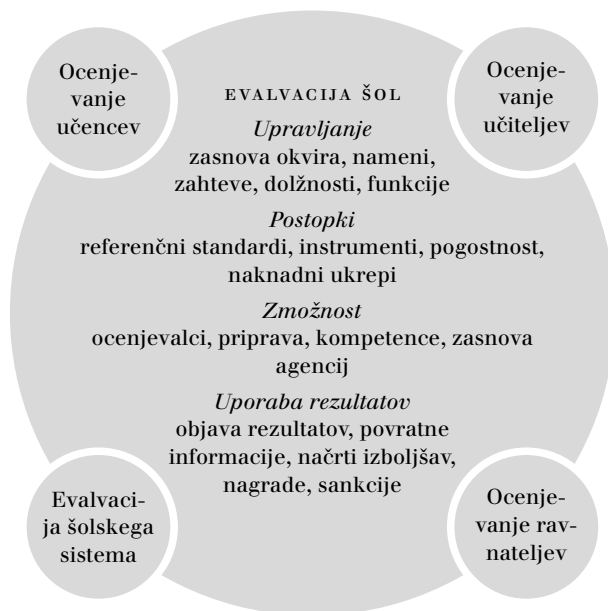 Ocenje-
vanje
učencev
Ocenje-
vanje
učiteljev
EVALVACIJA ŠOL
Upravljanje
zasnova okvira, nameni,
zahteve, dolžnosti, funkcije
Postopki
referenčni standardi, instrumenti, pogostnost,
naknadni ukrepi
Zmožnost
ocenjevalci, priprava, kompetence, zasnova
agencij
Uporaba rezultatov
objava rezultatov, povratne
informacije, načrti izboljšav,
nagrade, sankcije
Evalvaci-
ja šolskega
sistema
Ocenje-
vanje rav-
nateljev